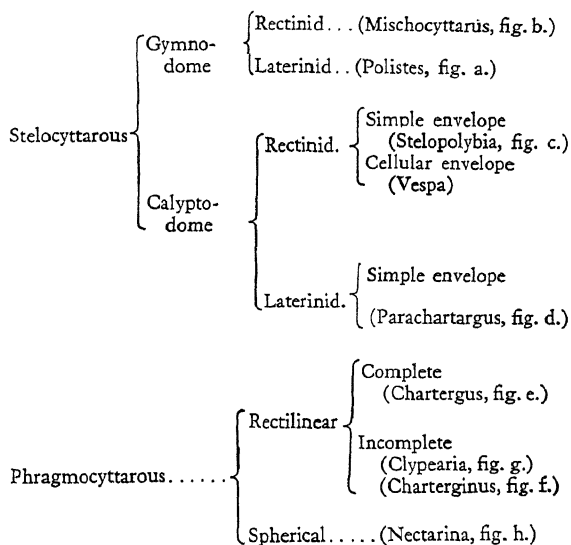 Gymno-
dome
Rectinid... (Mischocyttarus, fig. b.)
Laterinid.. (Polistes, fig. a.)
Stelocyttarous
Calypto-
dome
Rectinid.
Simple envelope
(Stelopolybia, fig. c.)
Cellular envelope
(Vespa)
Laterinid.
Simple envelope
(Parachartargus, fig. d.)
Phragmocyttarous......
Rectilinear
Complete
(Chartergus, fig. e.)
Incomplete
(Clypearia, fig. g.)
(Charterginus, fig. f.)
Spherical..... (Nectarina, fig. h.)